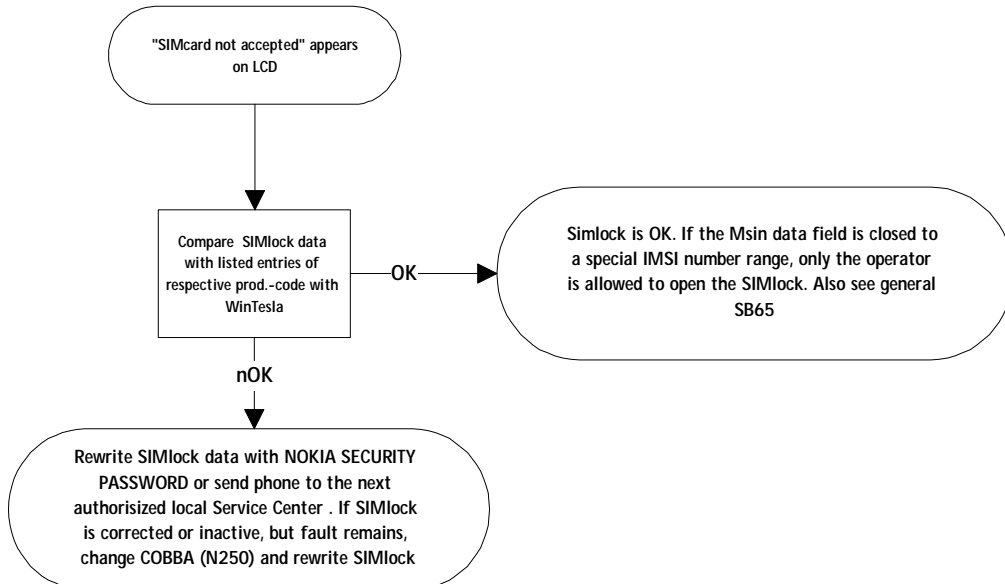 "SIMcard not accepted" appears
on LCD
Compare SIMlock data
with listed entries of
respective prod.-code with
WinTesla
OK
Simlock is OK. If the Msin data field is closed to
a special IMSI number range, only the operator
is allowed to open the SIMlock. Also see general
SB65
nOK
Rewrite SIMlock data with NOKIA SECURITY
PASSWORD or send phone to the next
authorisized local Service Center . If SIMlock
is corrected or inactive, but fault remains,
change COBBA (N250) and rewrite SIMlock